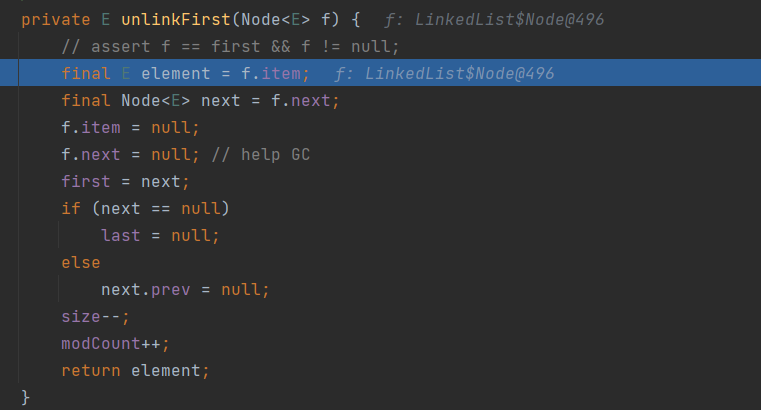 private E unlinkFirst(Node<E> f) {  f: LinkedList$Node@496
    // assert f == first && f != null;
    final E element = f.item;  f: LinkedList$Node@496
    final Node<E> next = f.next;
    f.item = null;
    f.next = null; // help GC
    first = next;
    if (next == null)
        last = null;
    else
        next.prev = null;
    size--;
    modCount++;
    return element;
}